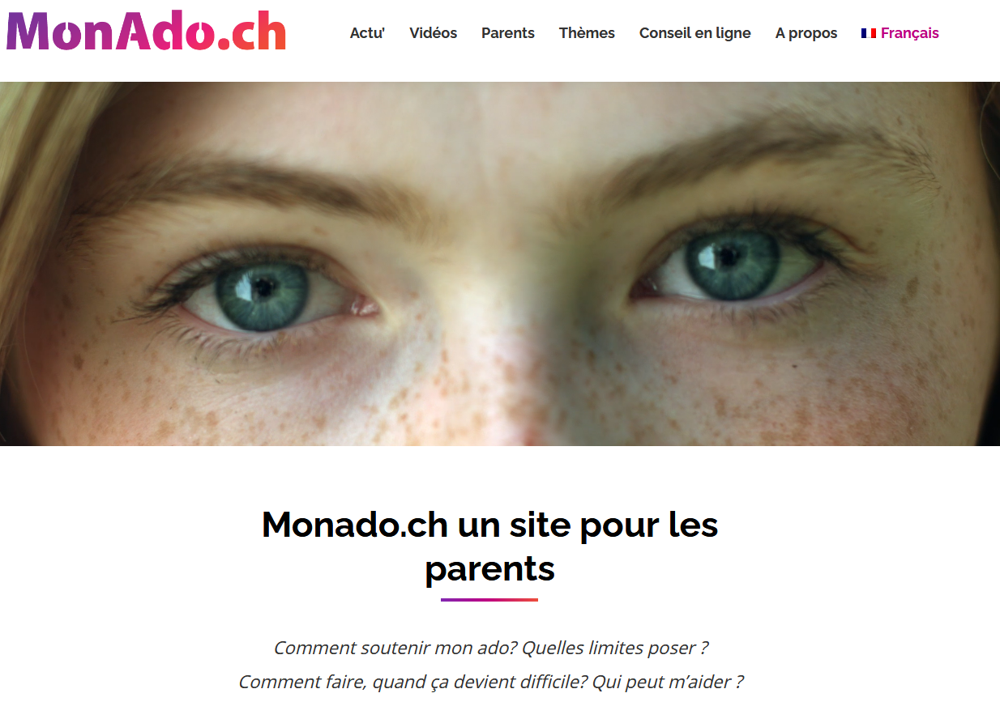 MonAdo.ch
Actu' Vidéos Parents Thèmes Conseil en ligne A propos Français
Monado.ch un site pour les
parents
Comment soutenir mon ado? Quelles limites poser ?
Comment faire, quand ça devient difficile? Qui peut m’aider ?